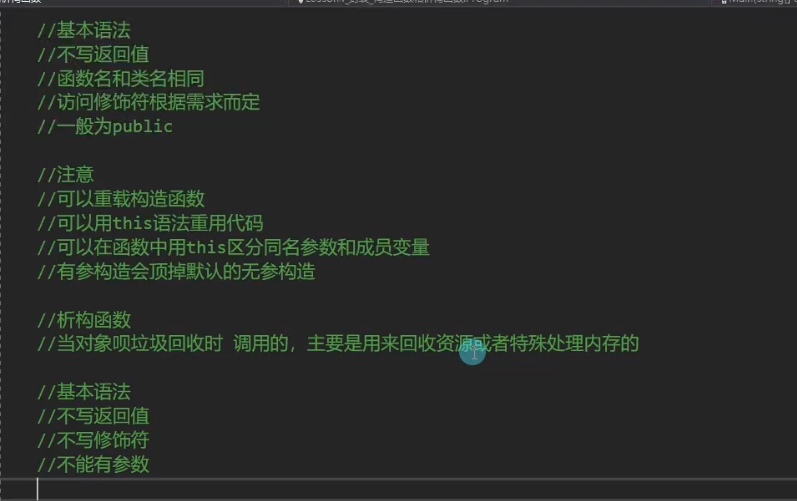 //基本语法
//不写返回值
//函数名和类名相同
//访问修饰符根据需求而定
//一般为public
//注意
//可以重载构造函数
//可以用this语法重用代码
//可以在函数中用this区分同名参数和成员变量
//有参构造会顶掉默认的无参构造
//析构函数
//当对象呗垃圾回收时 调用的，主要是用来回收资源或者特殊处理内存的
//基本语法
//不写返回值
//不写修饰符
//不能有参数